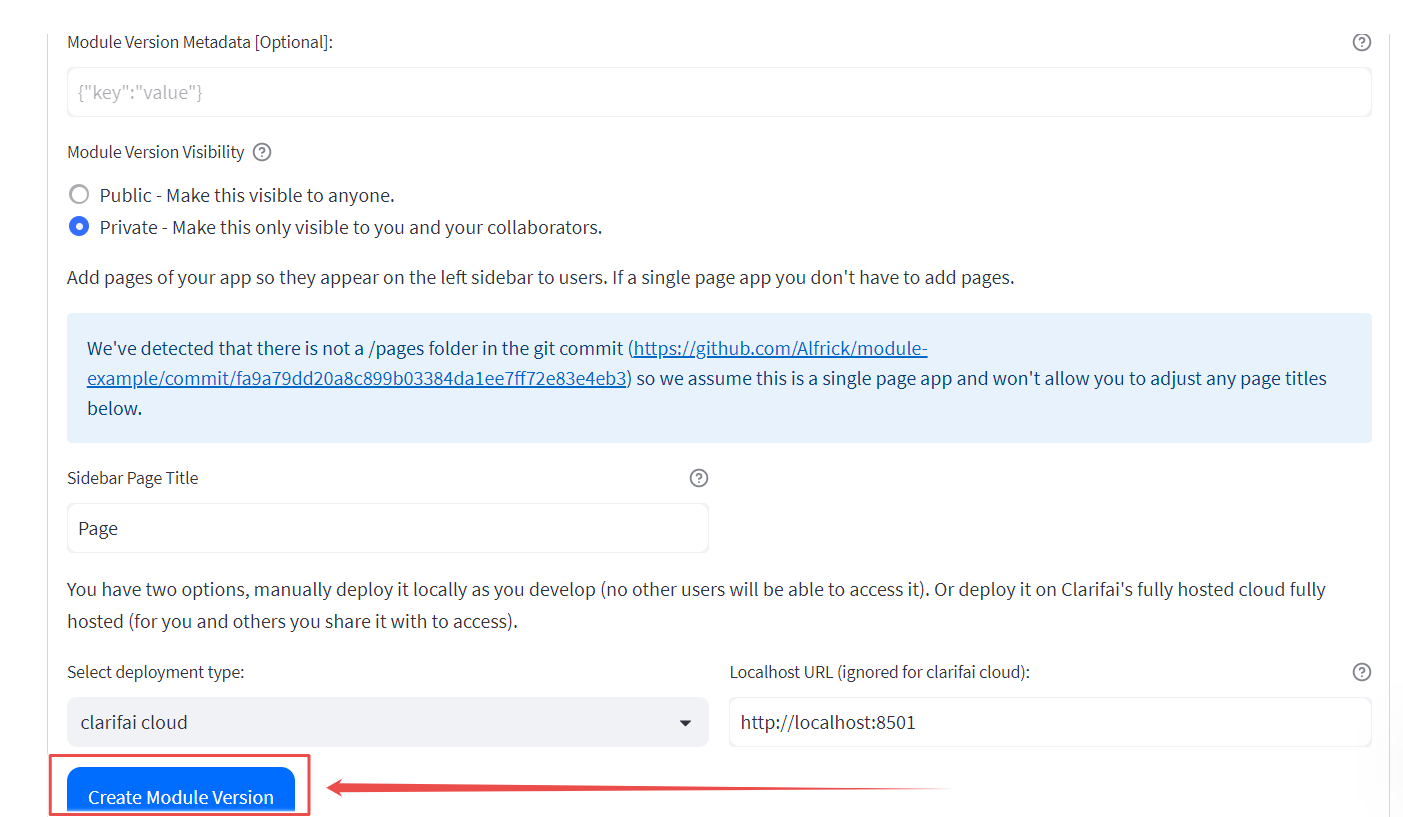 Module Version Metadata [Optional]:
{"key":"value"}
Module Version Visibility
Public - Make this visible to anyone.
Private - Make this only visible to you and your collaborators.
Add pages of your app so they appear on the left sidebar to users. If a single page app you don't have to add pages.
We've detected that there is not a /pages folder in the git commit (https://github.com/Alfrick/module-
example/commit/fa9a79dd20a8c899b03384da1ee7ff72e83e4eb3) so we assume this is a single page app and won't allow you to adjust any page titles
below.
Sidebar Page Title
Page
You have two options, manually deploy it locally as you develop (no other users will be able to access it). Or deploy it on Clarifai's fully hosted cloud fully
hosted (for you and others you share it with to access).
Select deployment type:
Localhost URL (ignored for clarifai cloud):
clarifai cloud
http://localhost:8501
Create Module Version